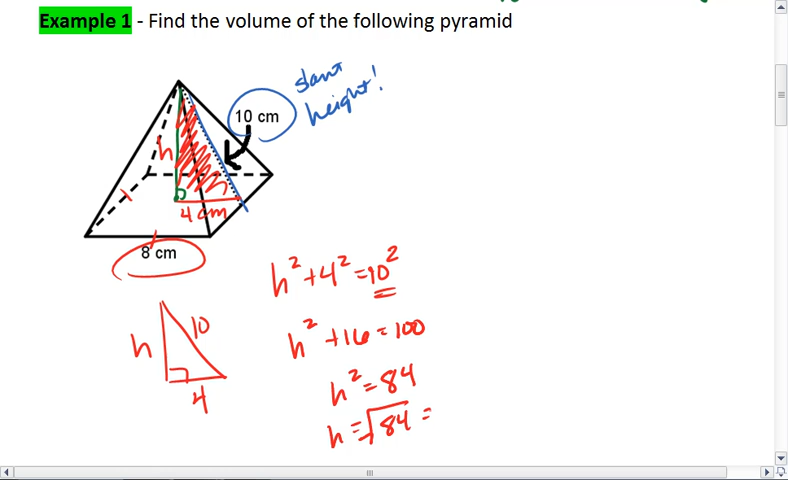 Example 1 - Find the volume of the following pyramid
slant
height!
10 cm
h
4 cm
8 cm
h² + 4² = 10²
h² + 16 = 100
h² = 84
h = √84 =
h
10
4